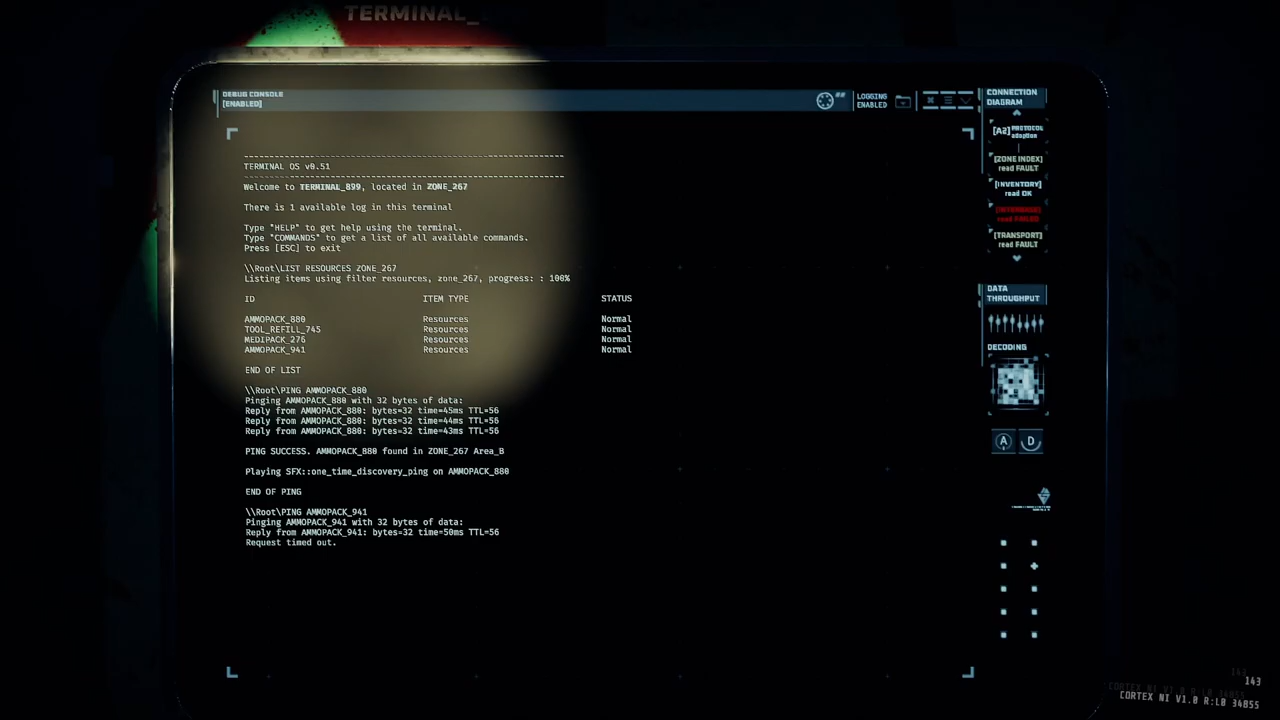 TERMINAL_
DEBUG CONSOLE
[ENABLED]
LOGGING
ENABLED
CONNECTION
DIAGRAM
[A2] PROTOCOL
adaption
[ZONE INDEX]
read FAULT
[INVENTORY]
read OK
read FAILED
[TRANSPORT]
read FAULT
DATA
THROUGHPUT
DECODING
A D
--------------------------------------------------------
TERMINAL OS v0.51
--------------------------------------------------------
Welcome to TERMINAL_899, located in ZONE_267
There is 1 available log in this terminal
Type "HELP" to get help using the terminal.
Type "COMMANDS" to get a list of all available commands.
Press [ESC] to exit
\\Root\LIST RESOURCES ZONE_267
Listing items using filter resources, zone_267, progress: : 100%
ID ITEM TYPE STATUS
AMMOPACK_880 Resources Normal
TOOL_REFILL_745 Resources Normal
MEDIPACK_276 Resources Normal
AMMOPACK_941 Resources Normal
END OF LIST
\\Root\PING AMMOPACK_880
Pinging AMMOPACK_880 with 32 bytes of data:
Reply from AMMOPACK_880: bytes=32 time=45ms TTL=56
Reply from AMMOPACK_880: bytes=32 time=44ms TTL=56
Reply from AMMOPACK_880: bytes=32 time=43ms TTL=56
PING SUCCESS. AMMOPACK_880 found in ZONE_267 Area_B
Playing SFX::one_time_discovery_ping on AMMOPACK_880
END OF PING
\\Root\PING AMMOPACK_941
Pinging AMMOPACK_941 with 32 bytes of data:
Reply from AMMOPACK_941: bytes=32 time=50ms TTL=56
Request timed out.
143
CORTEX NI V1.0 R:L0 34855